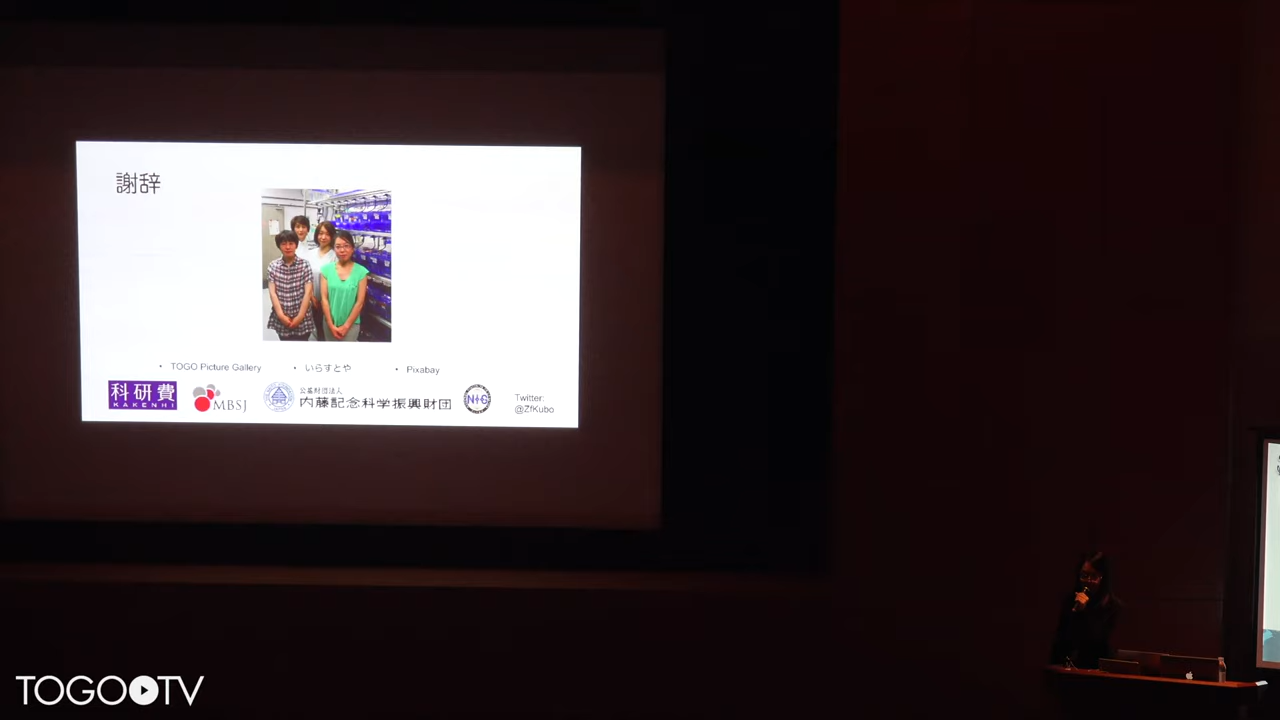 謝辞
• TOGO Picture Gallery • いらすとや • Pixabay
科研費
KAKENHI
MBSJ
公益財団法人
内藤記念科学振興財団
NIG
Twitter:
@ZfKubo
TOGO TV